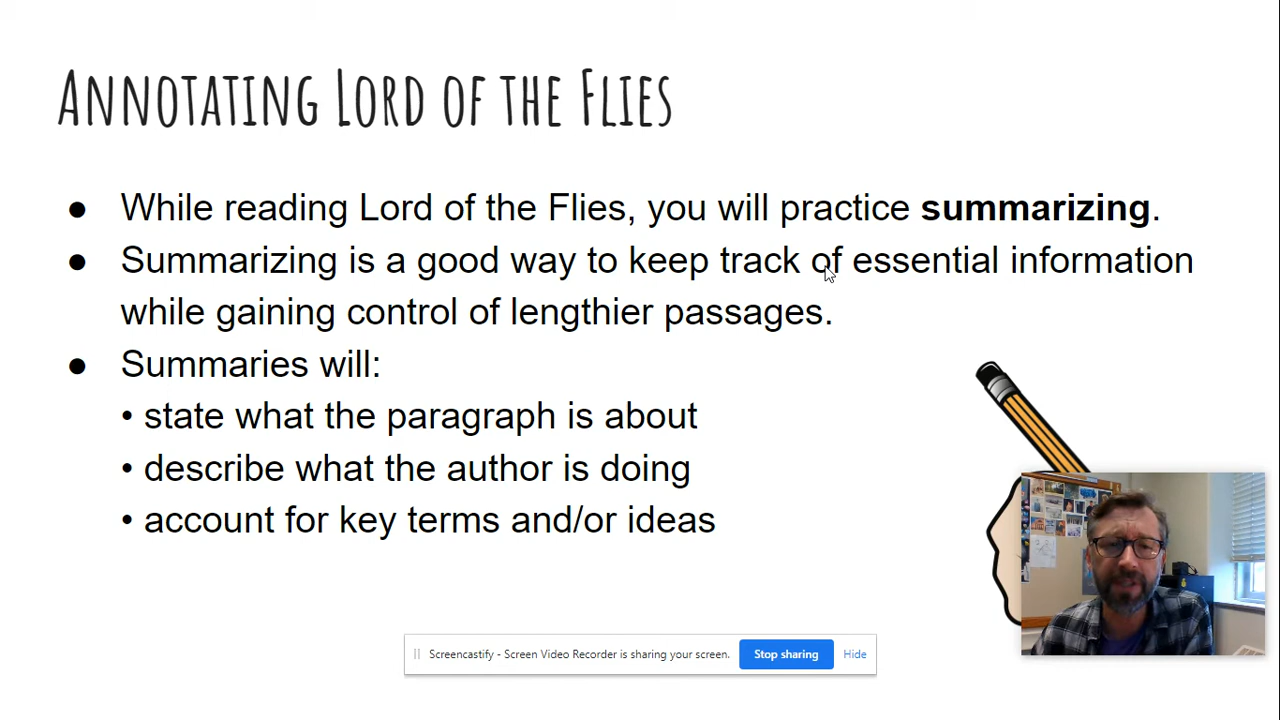 Annotating Lord of the Flies
● While reading Lord of the Flies, you will practice summarizing.
● Summarizing is a good way to keep track of essential information
while gaining control of lengthier passages.
● Summaries will:
• state what the paragraph is about
• describe what the author is doing
• account for key terms and/or ideas
Screencastify - Screen Video Recorder is sharing your screen. Stop sharing Hide